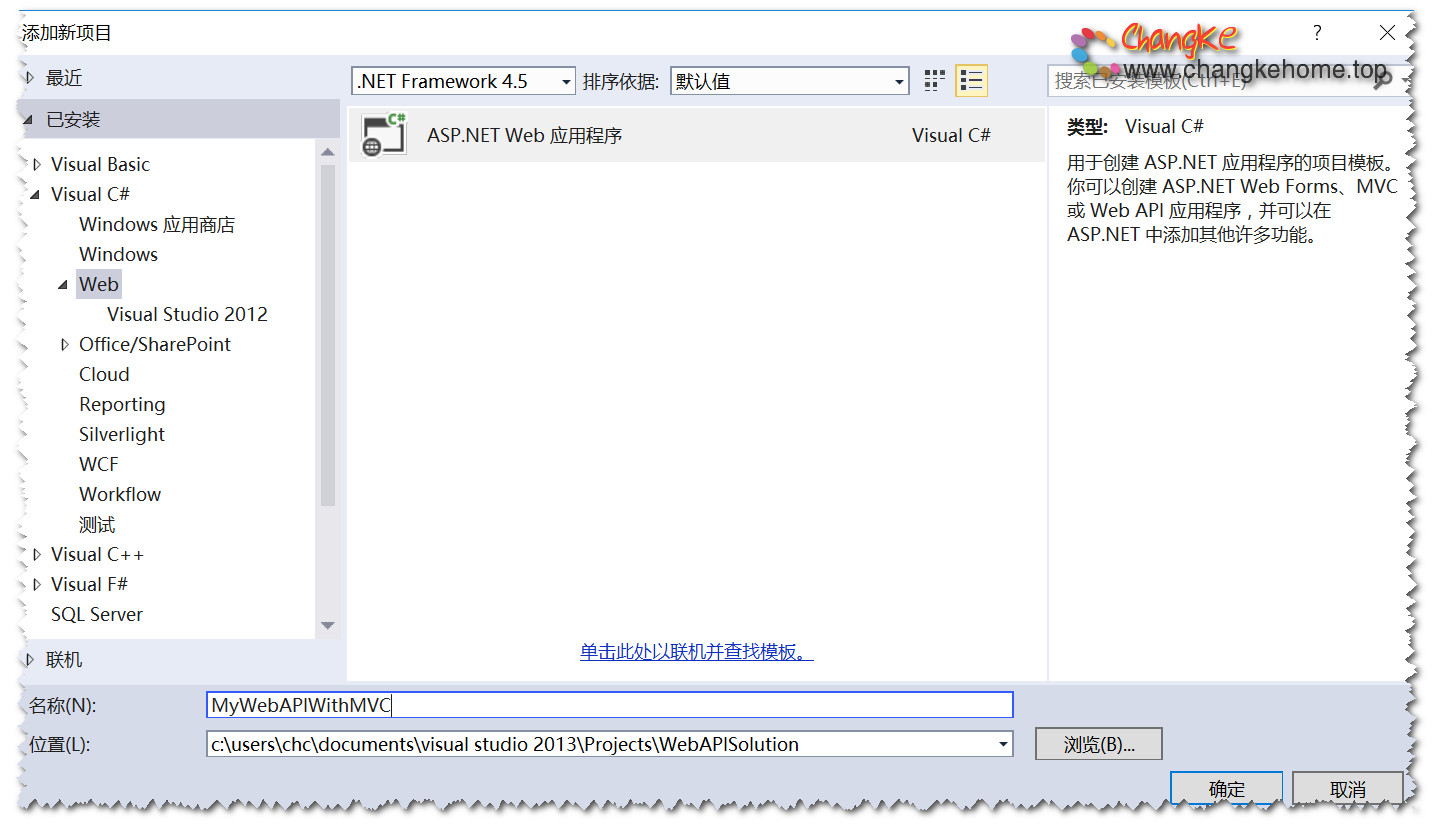 添加新项目
ChangKe
www.changkehome.top
?
最近
.NET Framework 4.5
排序依据:
默认值
搜索已安装模板(Ctrl+E)
已安装
Visual Basic
Visual C#
Windows 应用商店
Windows
Web
Visual Studio 2012
Office/SharePoint
Cloud
Reporting
Silverlight
WCF
Workflow
测试
Visual C++
Visual F#
SQL Server
联机
C#
ASP.NET Web 应用程序
Visual C#
单击此处以联机并查找模板。
类型: Visual C#
用于创建 ASP.NET 应用程序的项目模板。
你可以创建 ASP.NET Web Forms、MVC
或 Web API 应用程序，并可以在
ASP.NET 中添加其他许多功能。
名称(N):
MyWebAPIWithMVC
位置(L):
c:\users\chc\documents\visual studio 2013\Projects\WebAPISolution
浏览(B)...
确定
取消